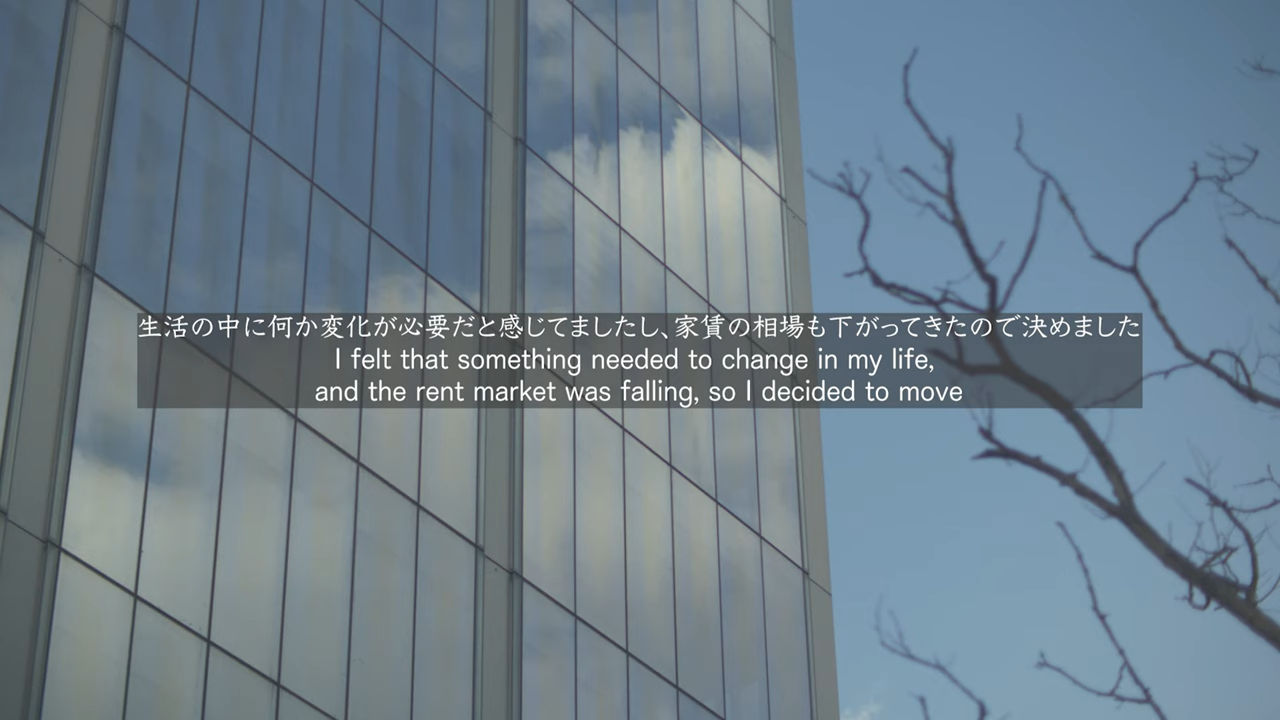 生活の中に何か変化が必要だと感じてましたし、家賃の相場も下がってきたので決めました
I felt that something needed to change in my life,
and the rent market was falling, so I decided to move